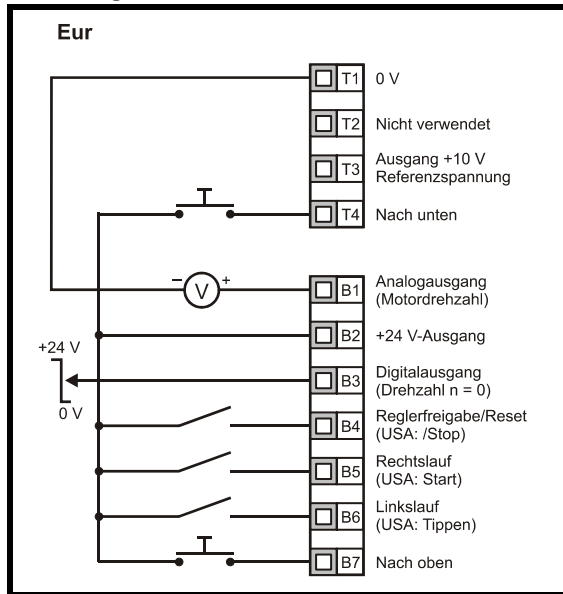 Eur
T1 0 V
T2 Nicht verwendet
T3 Ausgang +10 V
Referenzspannung
T4 Nach unten
− V +
B1 Analogausgang
(Motordrehzahl)
B2 +24 V-Ausgang
+24 V
0 V
B3 Digitalausgang
(Drehzahl n = 0)
B4 Reglerfreigabe/Reset
(USA: /Stop)
B5 Rechtslauf
(USA: Start)
B6 Linkslauf
(USA: Tippen)
B7 Nach oben